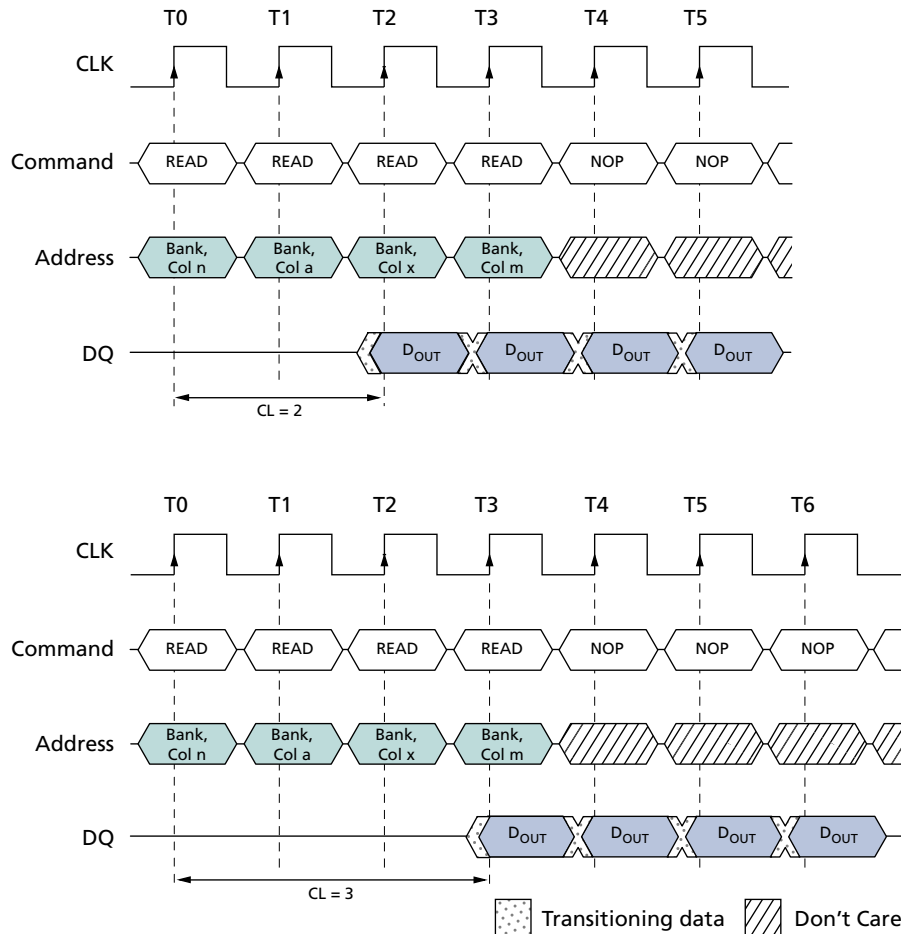 T0 T1 T2 T3 T4 T5
CLK
Command READ READ READ READ NOP NOP
Address Bank, Col n Bank, Col a Bank, Col x Bank, Col m
DQ DOUT DOUT DOUT DOUT
CL = 2
T0 T1 T2 T3 T4 T5 T6
CLK
Command READ READ READ READ NOP NOP NOP
Address Bank, Col n Bank, Col a Bank, Col x Bank, Col m
DQ DOUT DOUT DOUT DOUT
CL = 3
Transitioning data Don't Care